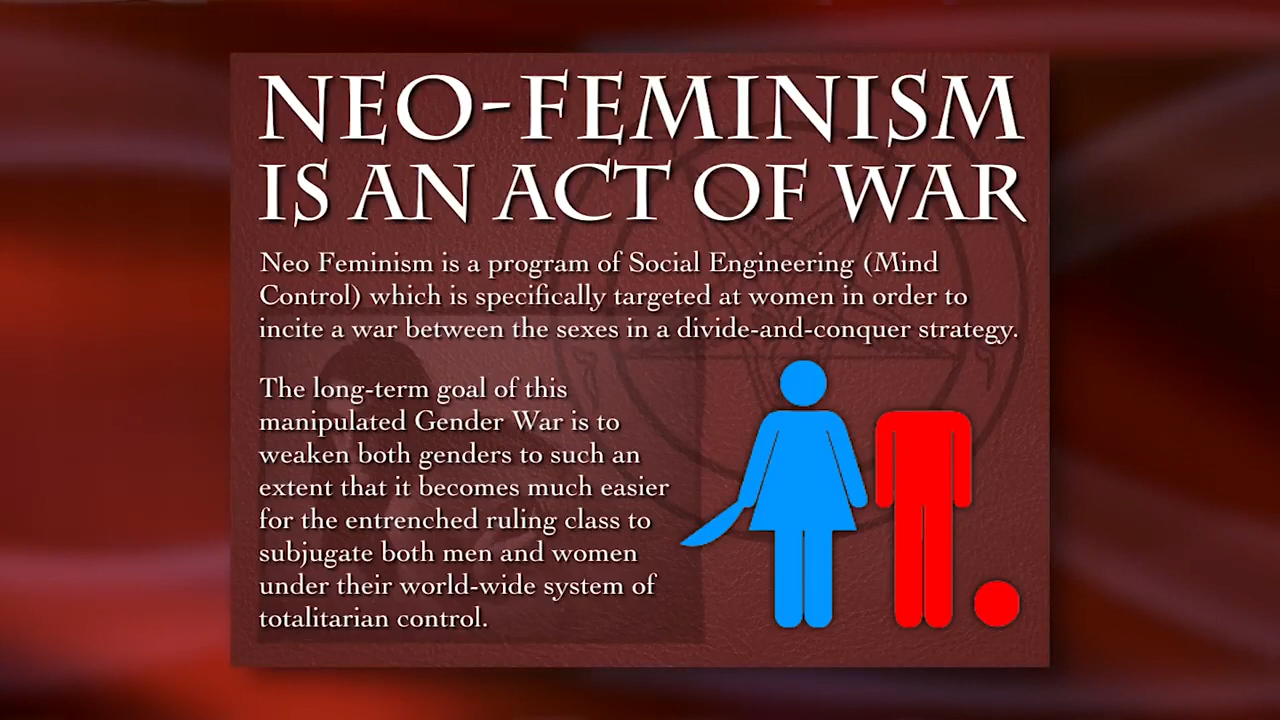 NEO-FEMINISM
IS AN ACT OF WAR
Neo Feminism is a program of Social Engineering (Mind
Control) which is specifically targeted at women in order to
incite a war between the sexes in a divide-and-conquer strategy.
The long-term goal of this
manipulated Gender War is to
weaken both genders to such an
extent that it becomes much easier
for the entrenched ruling class to
subjugate both men and women
under their world-wide system of
totalitarian control.